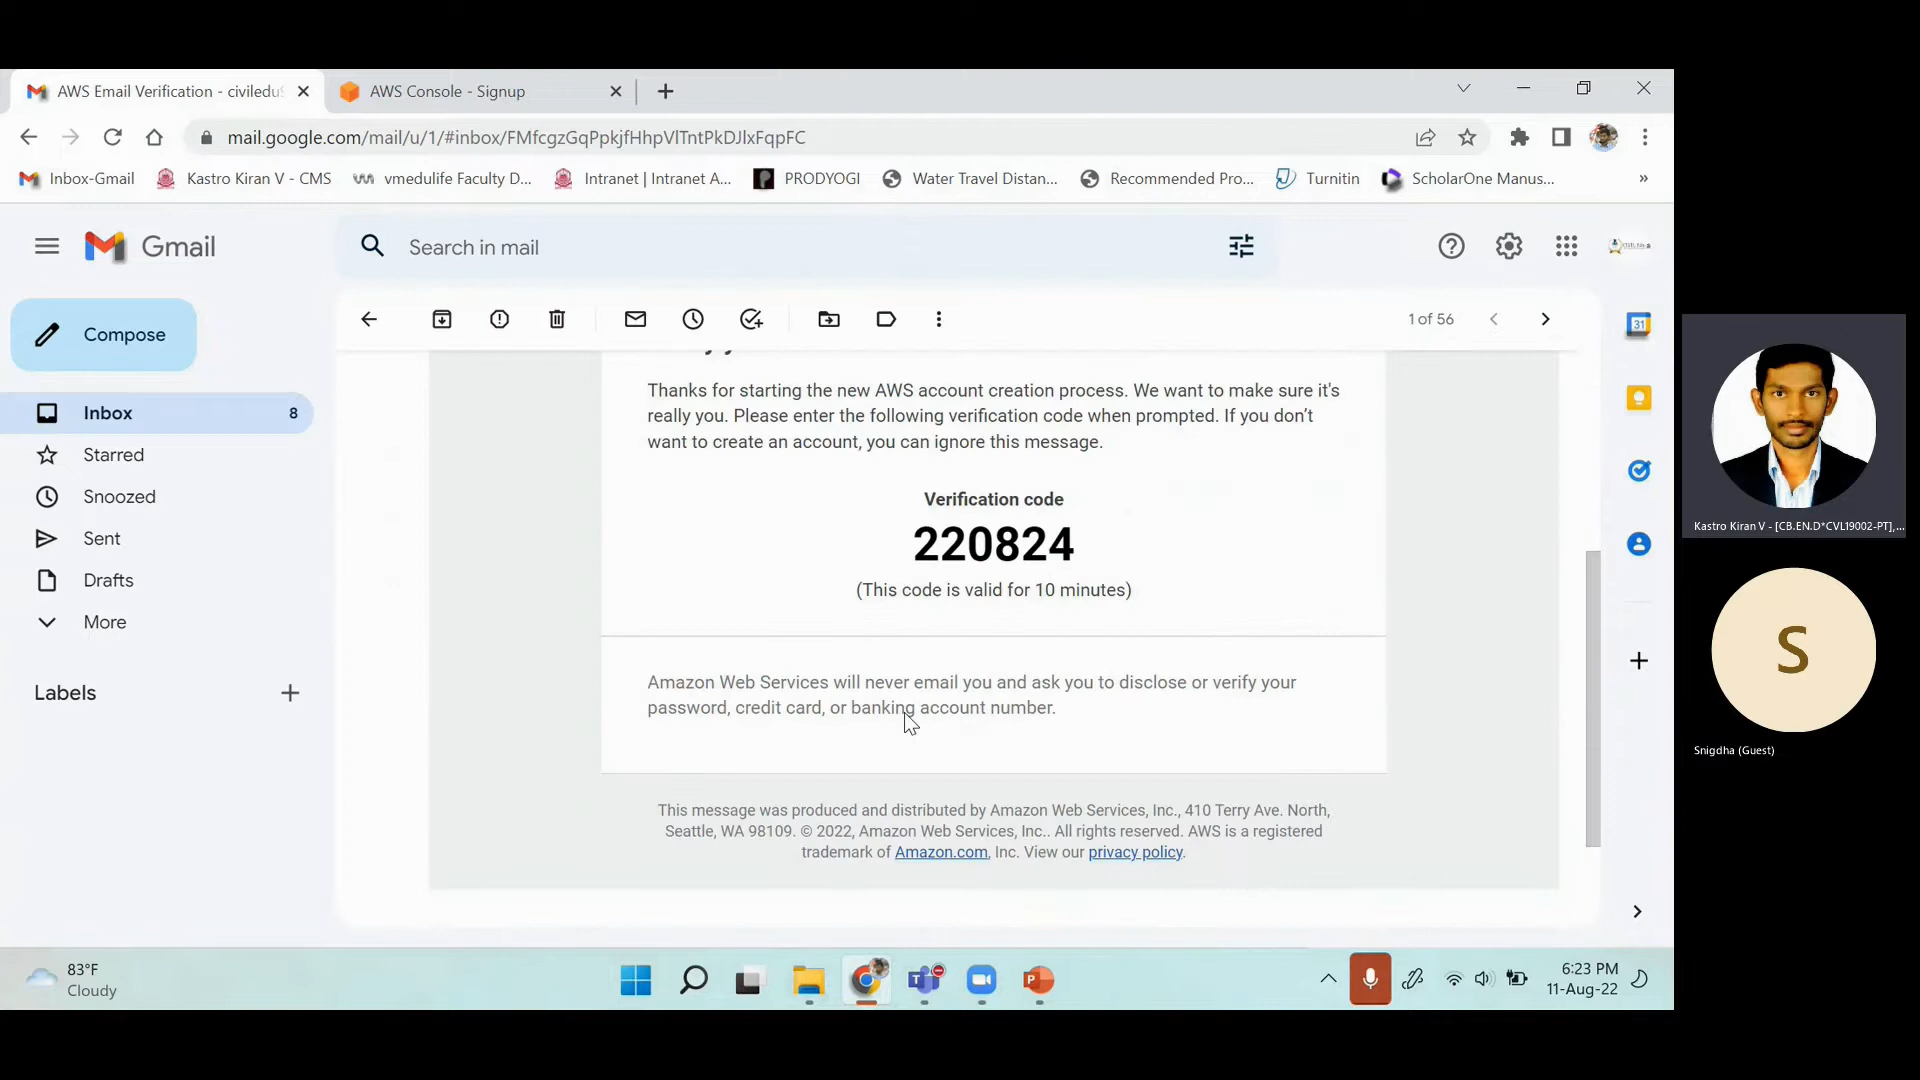 AWS Email Verification - civiledu
AWS Console - Signup
mail.google.com/mail/u/1/#inbox/FMfcgzGqPpkjfHhpVlTntPkDJlxFqpFC
Inbox-Gmail
Kastro Kiran V - CMS
vmedulife Faculty D...
Intranet | Intranet A...
PRODYOGI
Water Travel Distan...
Recommended Pro...
Turnitin
ScholarOne Manus...
»
Gmail
Search in mail
Compose
1 of 56
Inbox 8
Starred
Snoozed
Sent
Drafts
More
Labels
Thanks for starting the new AWS account creation process. We want to make sure it's
really you. Please enter the following verification code when prompted. If you don’t
want to create an account, you can ignore this message.
Verification code
220824
(This code is valid for 10 minutes)
Amazon Web Services will never email you and ask you to disclose or verify your
password, credit card, or banking account number.
This message was produced and distributed by Amazon Web Services, Inc., 410 Terry Ave. North,
Seattle, WA 98109. © 2022, Amazon Web Services, Inc.. All rights reserved. AWS is a registered
trademark of Amazon.com, Inc. View our privacy policy.
31
Kastro Kiran V - [CB.EN.D*CVL19002-PT],...
S
Snigdha (Guest)
83°F
Cloudy
6:23 PM
11-Aug-22